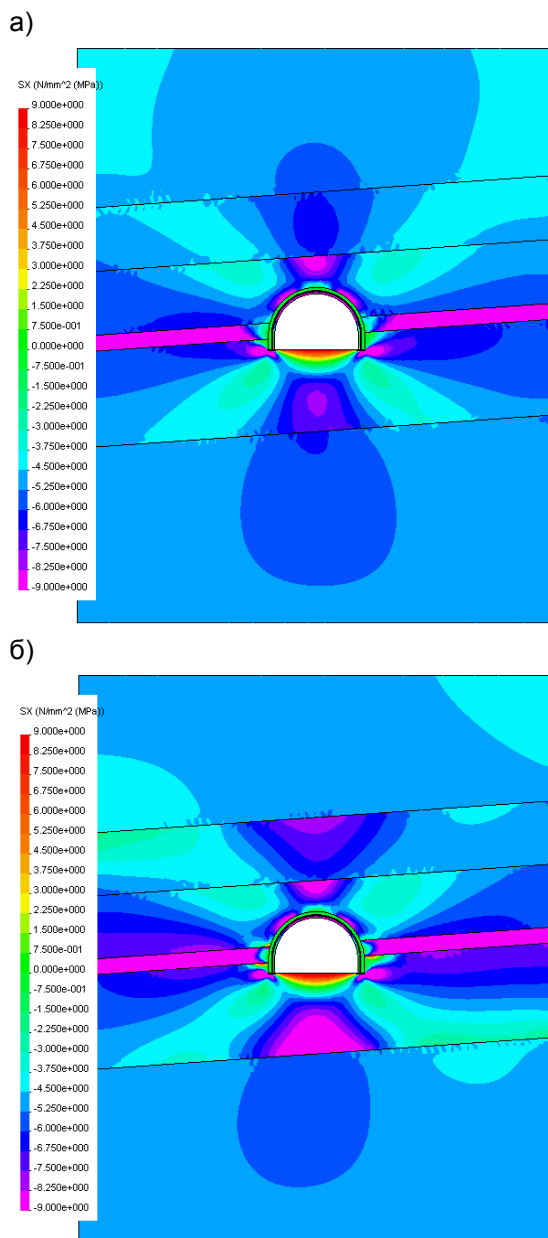 а)
SX (N/mm^2 (MPa))
9.000e+000
8.250e+000
7.500e+000
6.750e+000
6.000e+000
5.250e+000
4.500e+000
3.750e+000
3.000e+000
2.250e+000
1.500e+000
7.500e-001
0.000e+000
-7.500e-001
-1.500e+000
-2.250e+000
-3.000e+000
-3.750e+000
-4.500e+000
-5.250e+000
-6.000e+000
-6.750e+000
-7.500e+000
-8.250e+000
-9.000e+000
б)
SX (N/mm^2 (MPa))
9.000e+000
8.250e+000
7.500e+000
6.750e+000
6.000e+000
5.250e+000
4.500e+000
3.750e+000
3.000e+000
2.250e+000
1.500e+000
7.500e-001
0.000e+000
-7.500e-001
-1.500e+000
-2.250e+000
-3.000e+000
-3.750e+000
-4.500e+000
-5.250e+000
-6.000e+000
-6.750e+000
-7.500e+000
-8.250e+000
-9.000e+000